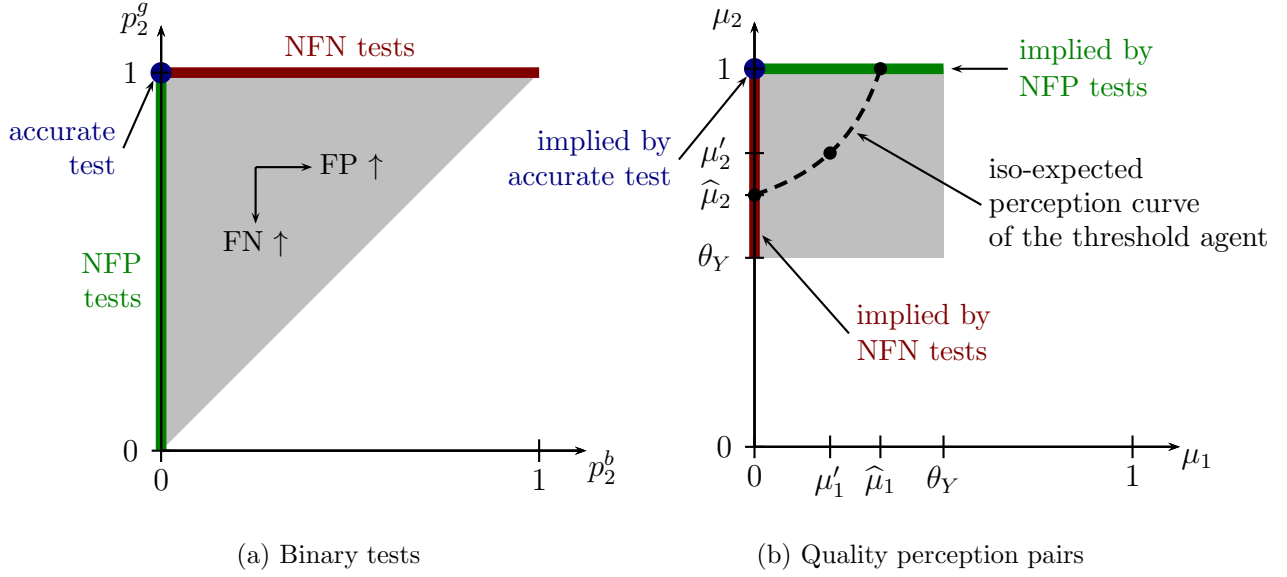 p_2^g
NFN tests
1
accurate
test
FP ↑
FN ↑
NFP
tests
0
0
1
p_2^b
(a) Binary tests
μ_2
1
implied by
NFP tests
implied by
accurate test
μ′_2
μ̂_2
θ_Y
iso-expected
perception curve
of the threshold agent
implied by
NFN tests
0
0
μ′_1
μ̂_1
θ_Y
1
μ_1
(b) Quality perception pairs